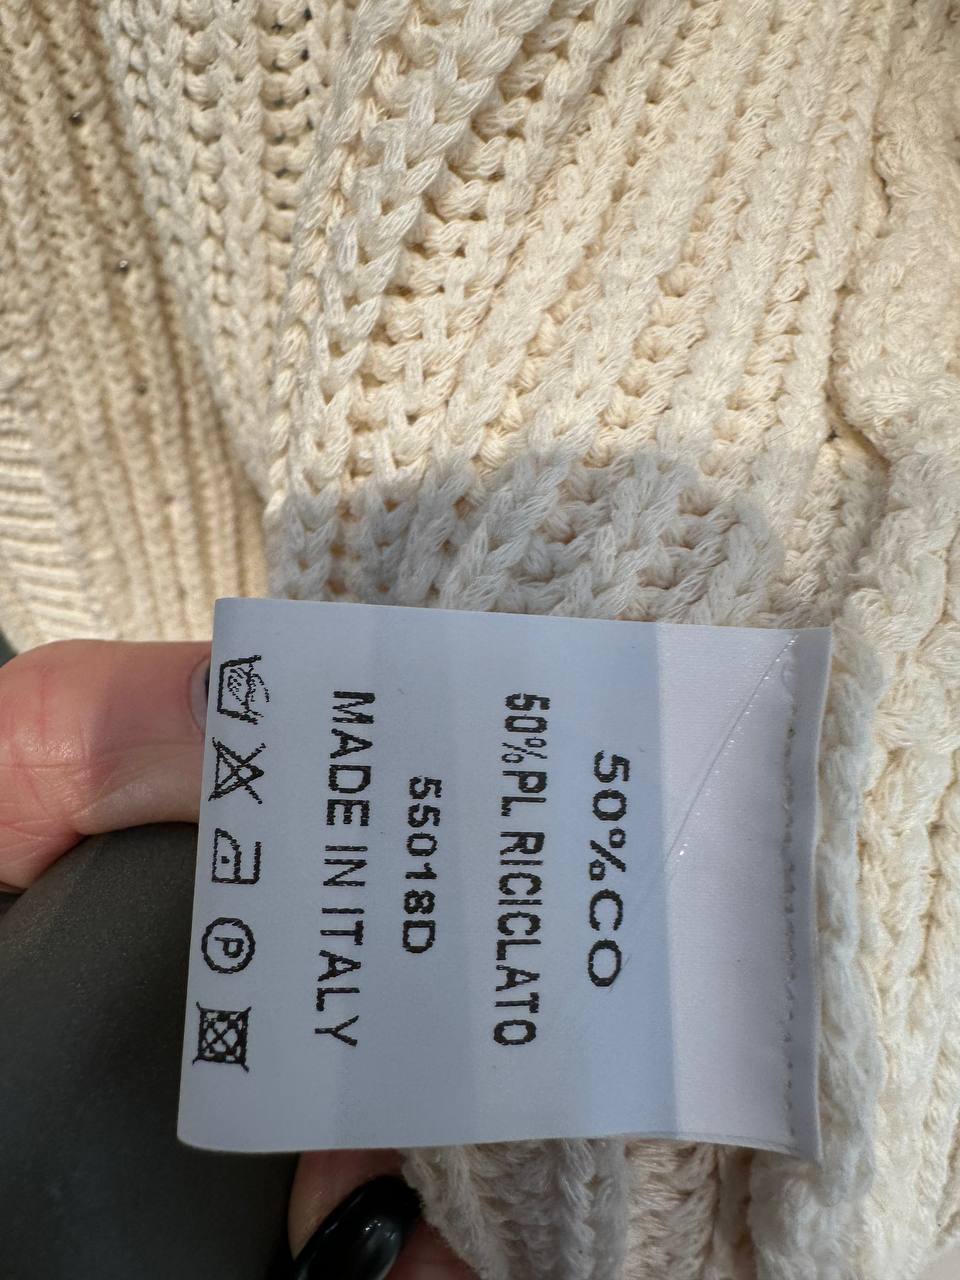 50%CO
50%PL RICICLATO
55018D
MADE IN ITALY
P